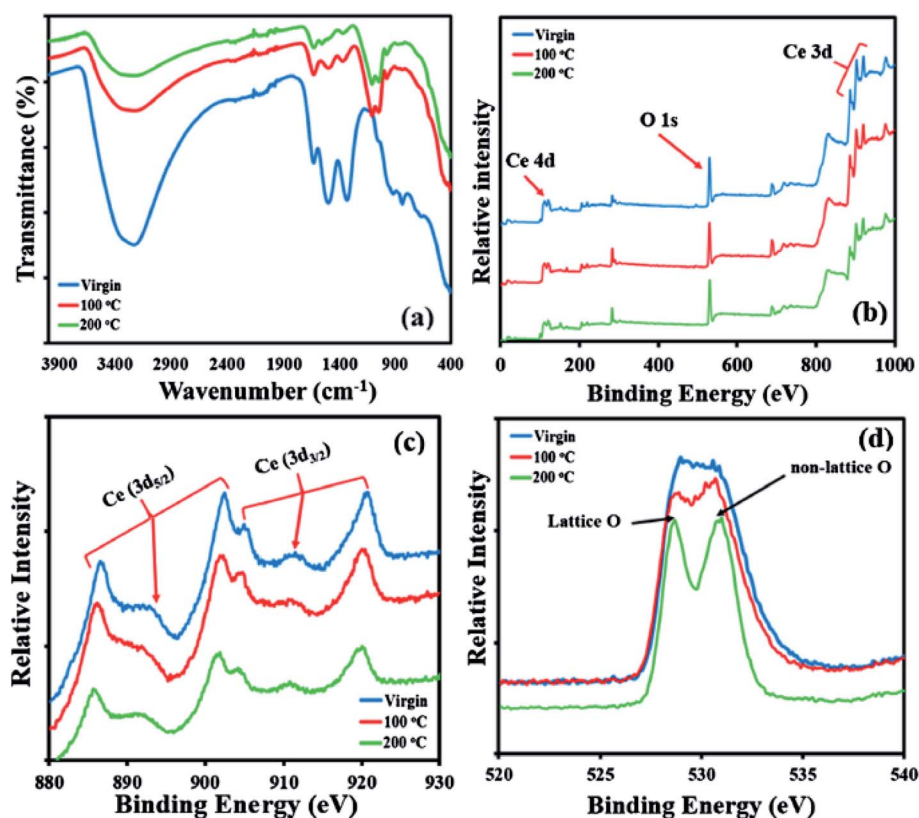 Transmittance (%)
Virgin
100 °C
200 °C
(a)
3900 3400 2900 2400 1900 1400 900 400
Wavenumber (cm-1)
Relative intensity
Virgin
100 °C
200 °C
Ce 3d
O 1s
Ce 4d
(b)
0 200 400 600 800 1000
Binding Energy (eV)
Relative Intensity
(c)
Ce (3d5/2)
Ce (3d3/2)
Virgin
100 °C
200 °C
880 890 900 910 920 930
Binding Energy (eV)
Relative Intensity
Virgin
100 °C
200 °C
(d)
non-lattice O
Lattice O
520 525 530 535 540
Binding Energy (eV)